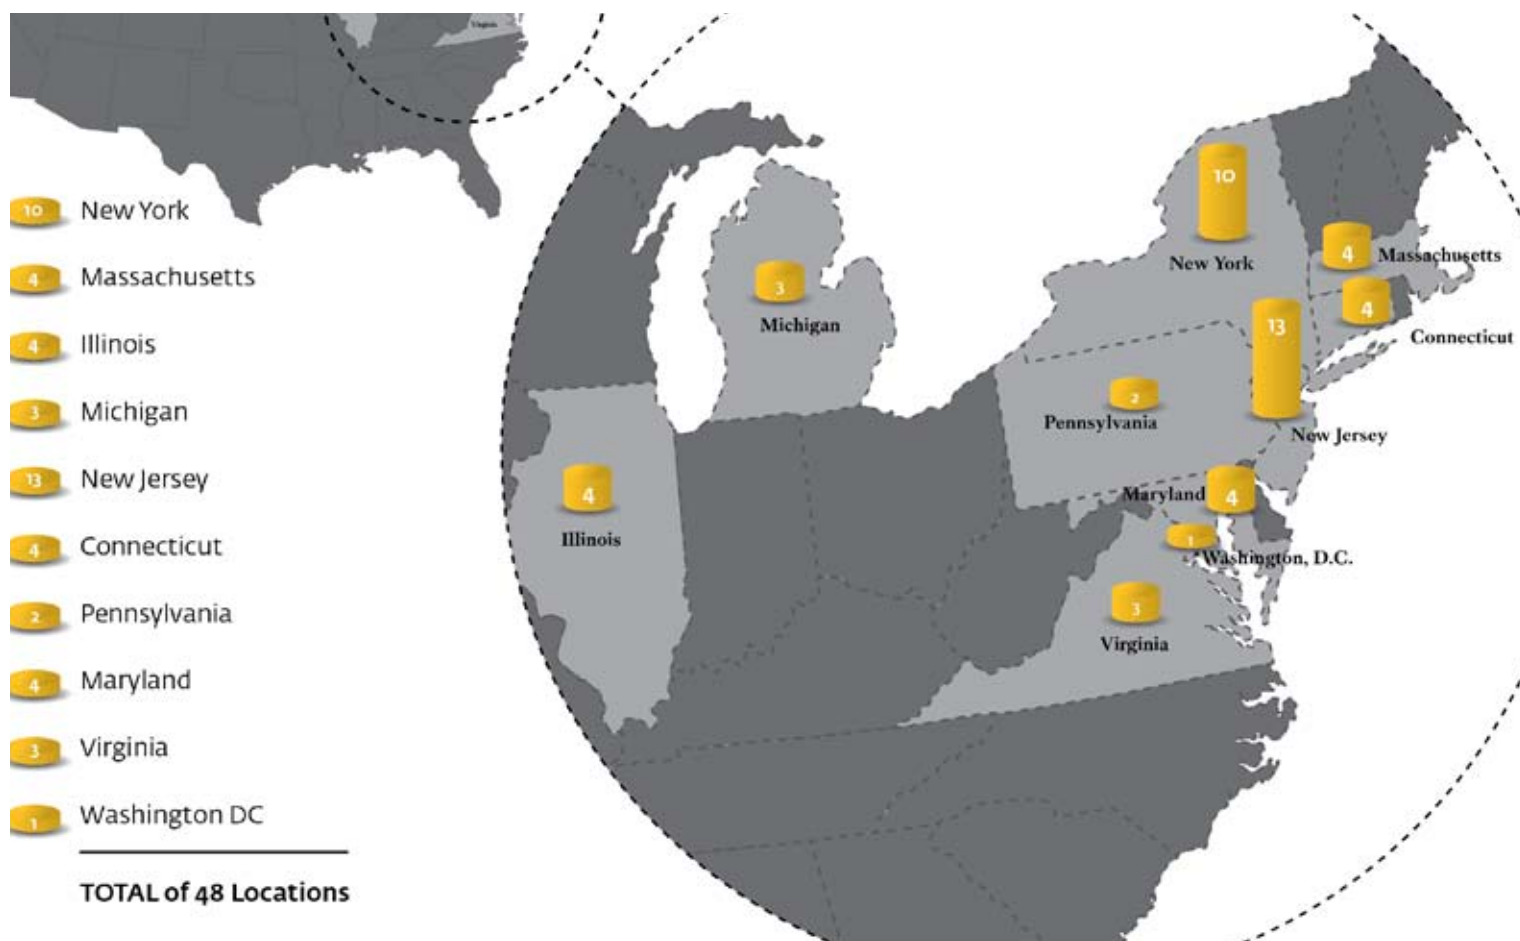 Virginia
10 New York
4 Massachusetts
4 Illinois
3 Michigan
13 New Jersey
4 Connecticut
2 Pennsylvania
4 Maryland
3 Virginia
1 Washington DC
TOTAL of 48 Locations
10
New York
4 Massachusetts
4
Connecticut
3
Michigan
13
New Jersey
2
Pennsylvania
Maryland 4
1
Washington, D.C.
4
Illinois
3
Virginia